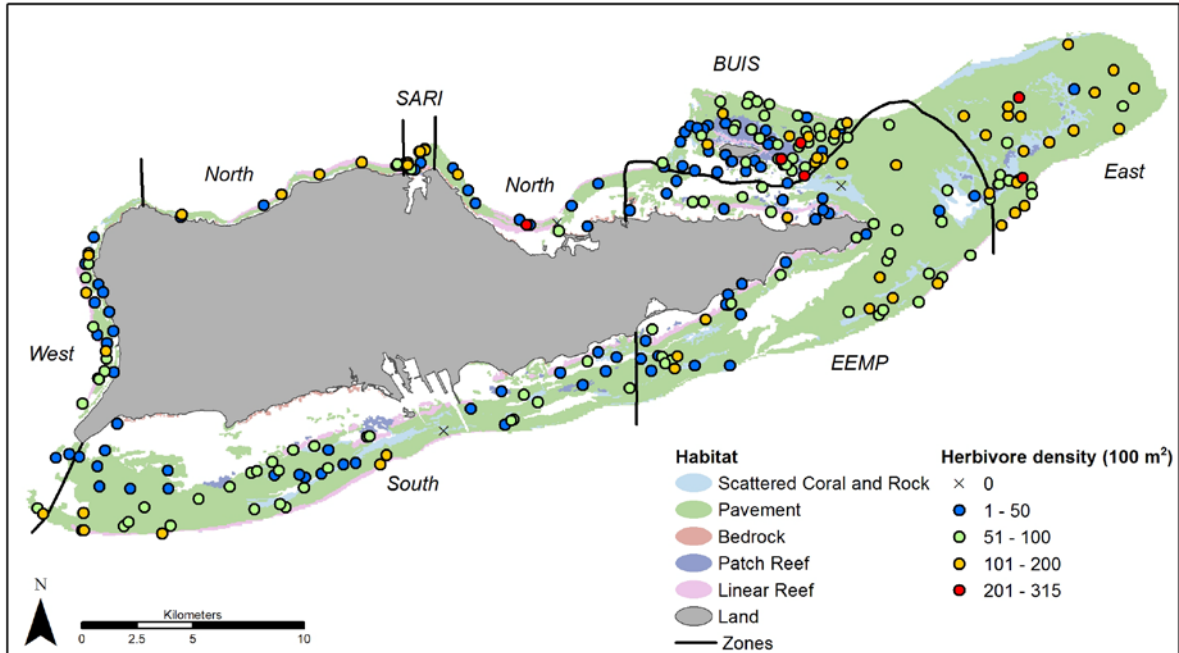 BUIS
SARI
North
North
East
West
EEMP
South
Habitat
Scattered Coral and Rock
Pavement
Bedrock
Patch Reef
Linear Reef
Land
Zones
Herbivore density (100 m²)
0
1 - 50
51 - 100
101 - 200
201 - 315
N
Kilometers
0 2.5 5 10